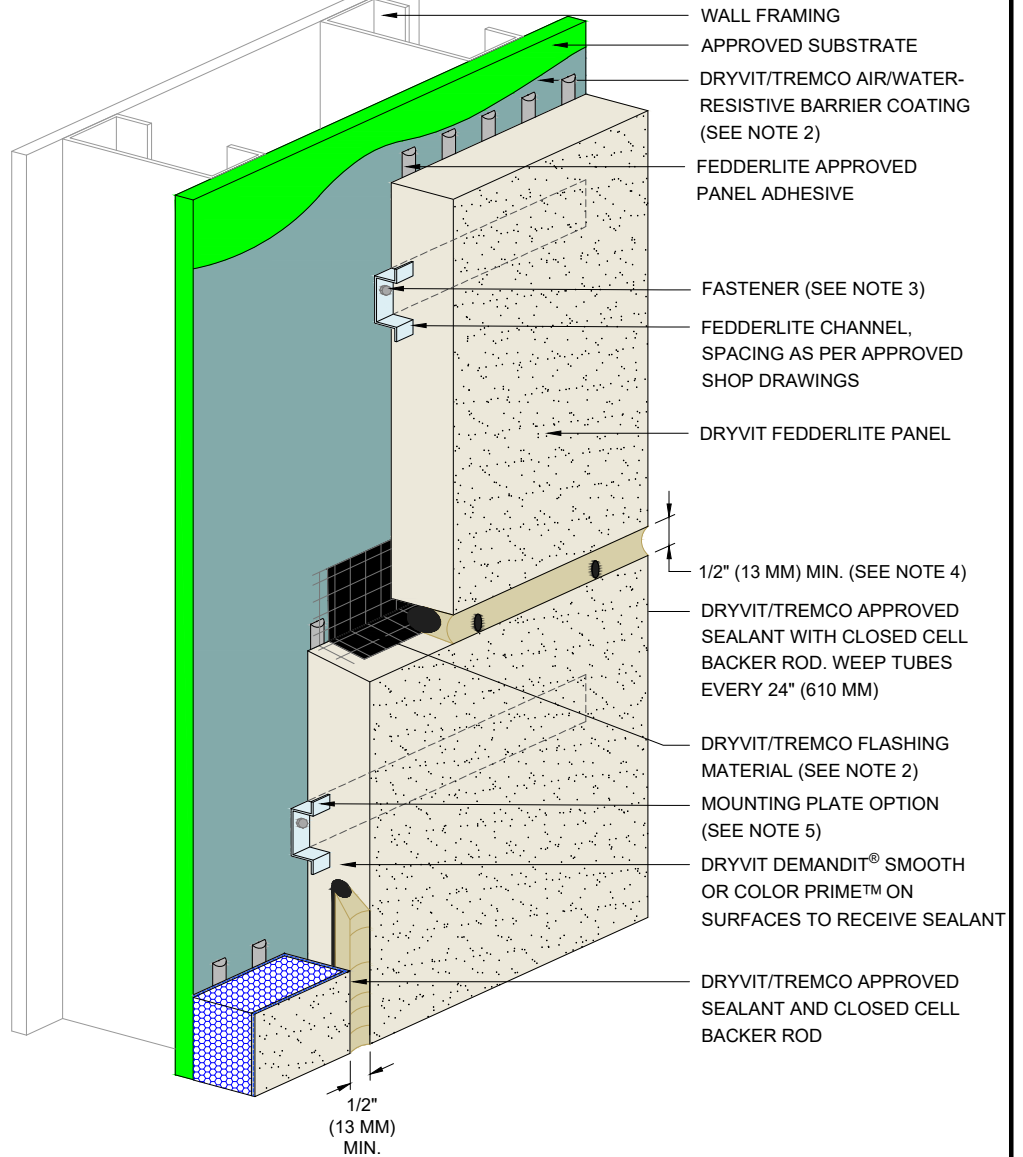 WALL FRAMING
APPROVED SUBSTRATE
DRYVIT/TREMCO AIR/WATER-
RESISTIVE BARRIER COATING
(SEE NOTE 2)
FEDDERLITE APPROVED
PANEL ADHESIVE
FASTENER (SEE NOTE 3)
FEDDERLITE CHANNEL,
SPACING AS PER APPROVED
SHOP DRAWINGS
DRYVIT FEDDERLITE PANEL
1/2" (13 MM) MIN. (SEE NOTE 4)
DRYVIT/TREMCO APPROVED
SEALANT WITH CLOSED CELL
BACKER ROD. WEEP TUBES
EVERY 24" (610 MM)
DRYVIT/TREMCO FLASHING
MATERIAL (SEE NOTE 2)
MOUNTING PLATE OPTION
(SEE NOTE 5)
DRYVIT DEMANDIT® SMOOTH
OR COLOR PRIME™ ON
SURFACES TO RECEIVE SEALANT
DRYVIT/TREMCO APPROVED
SEALANT AND CLOSED CELL
BACKER ROD
1/2"
(13 MM)
MIN.